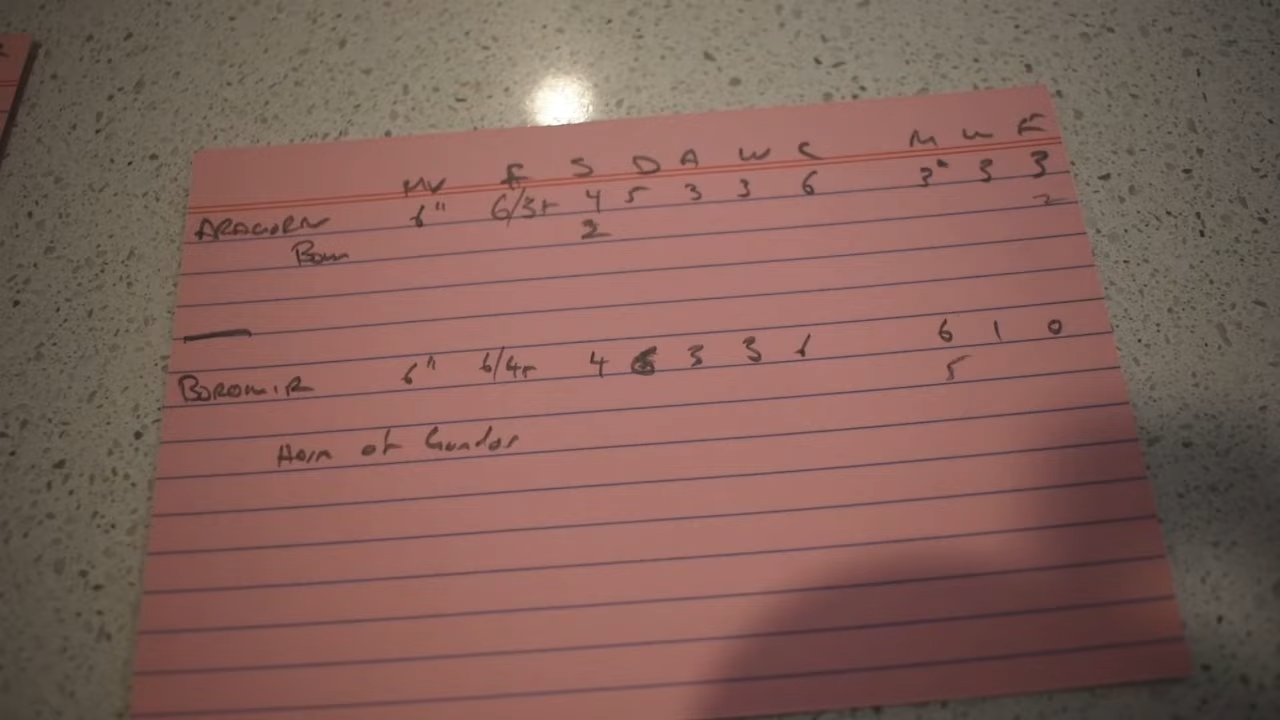 MV F S D A W C M W F
ARAGORN 6" 6/3+ 4 5 3 3 6 3* 3 3
Bow 2 2
BOROMIR 6" 6/4+ 4 3 3 6 6 1 0
5
Horn of Gondor